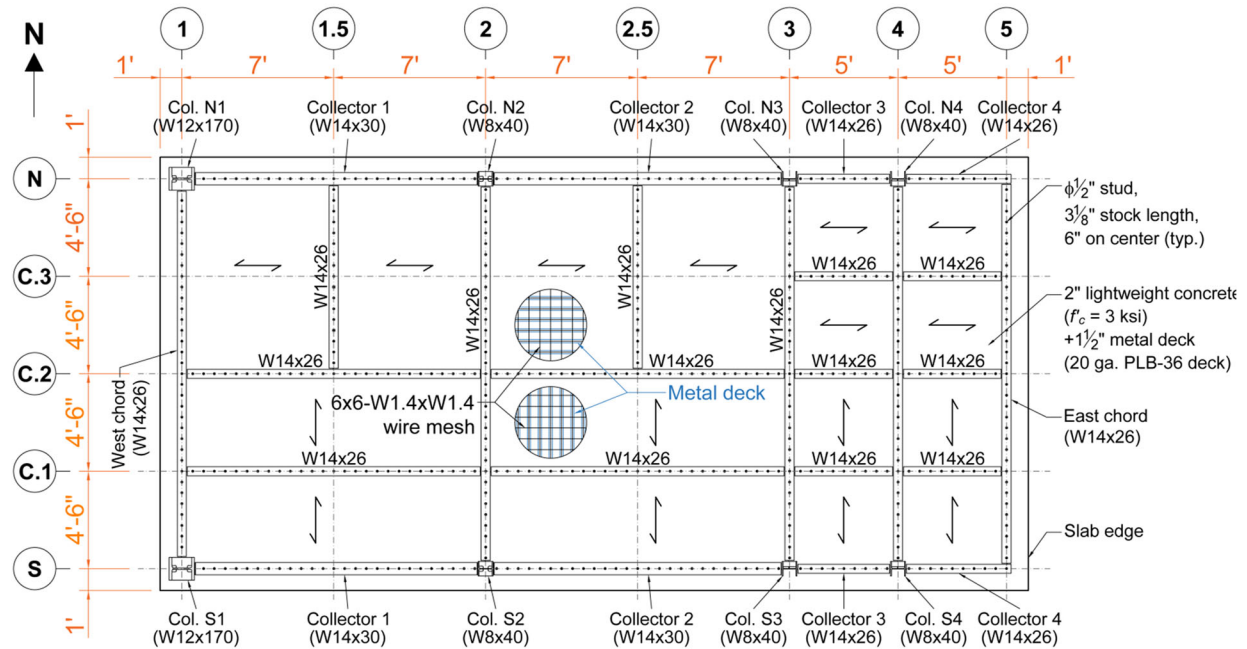 N
1
1.5
2
2.5
3
4
5
1'
7'
7'
7'
7'
5'
5'
1'
Col. N1
(W12x170)
Collector 1
(W14x30)
Col. N2
(W8x40)
Collector 2
(W14x30)
Col. N3
(W8x40)
Collector 3
(W14x26)
Col. N4
(W8x40)
Collector 4
(W14x26)
1'
N
4'-6"
C.3
4'-6"
C.2
4'-6"
C.1
4'-6"
S
1'
West chord
(W14x26)
W14x26
W14x26
W14x26
W14x26
W14x26
W14x26
W14x26
W14x26
W14x26
W14x26
W14x26
W14x26
W14x26
W14x26
6x6-W1.4xW1.4
wire mesh
Metal deck
ϕ½" stud,
3⅛" stock length,
6" on center (typ.)
2" lightweight concrete
(f'c = 3 ksi)
+1½" metal deck
(20 ga. PLB-36 deck)
East chord
(W14x26)
Slab edge
Col. S1
(W12x170)
Collector 1
(W14x30)
Col. S2
(W8x40)
Collector 2
(W14x30)
Col. S3
(W8x40)
Collector 3
(W14x26)
Col. S4
(W8x40)
Collector 4
(W14x26)